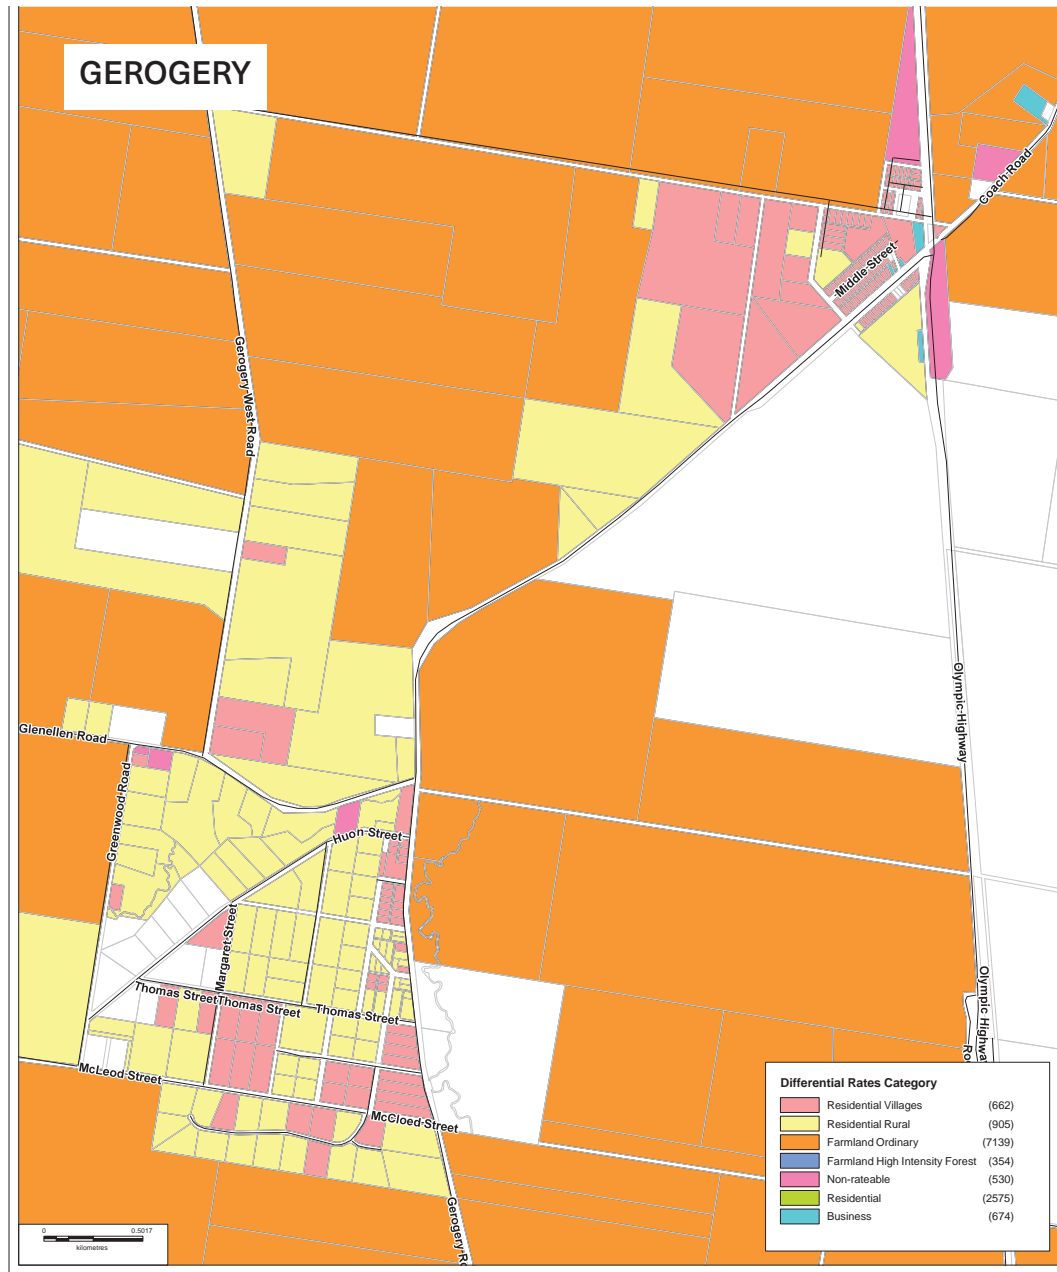 GEROGERY
Coach Road
Middle Street
Gerogery West Road
Olympic Highway
Glenellen Road
Greenwood Road
Huon Street
Margaret Street
Thomas Street
Thomas Street
Thomas Street
McLeod Street
McCloed Street
Olympic Highwa
Ro
Gerogery R
Differential Rates Category
Residential Villages (662)
Residential Rural (905)
Farmland Ordinary (7139)
Farmland High Intensity Forest (354)
Non-rateable (530)
Residential (2575)
Business (674)
0 0.5017
kilometres